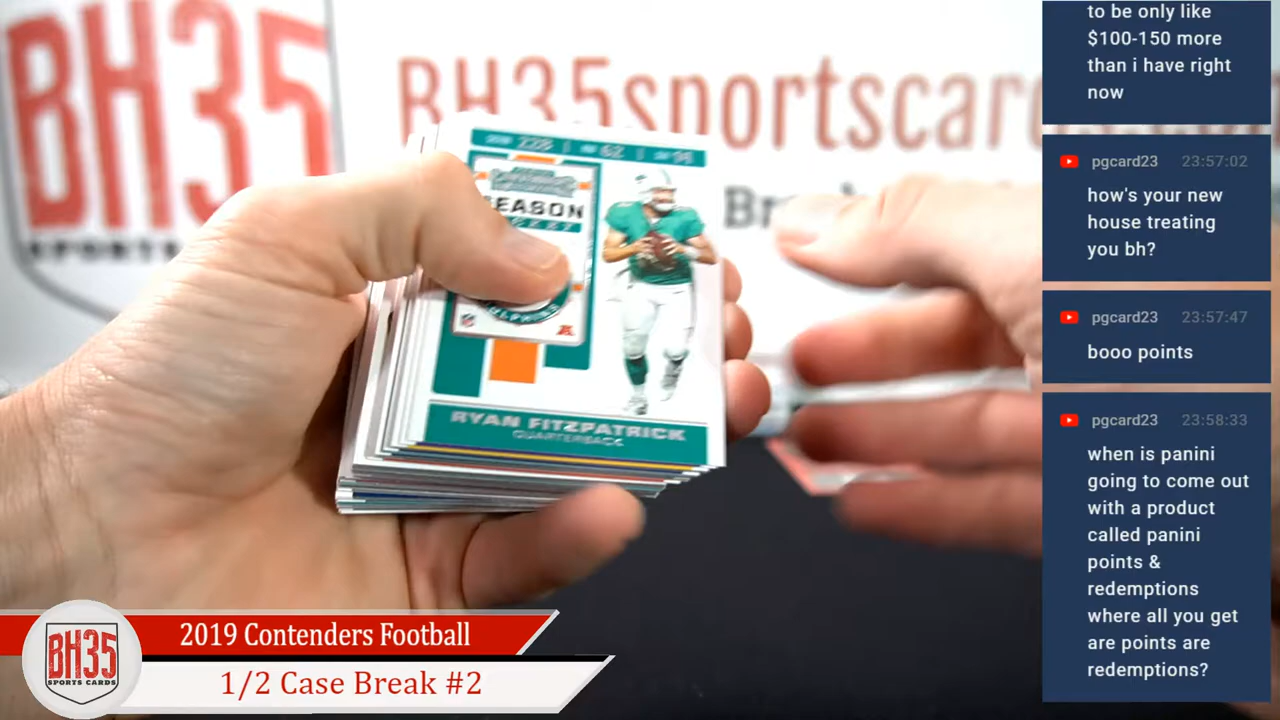 BH35
SPORTS
BH35sportscar
to be only like
$100-150 more
than i have right
now
pgcard23 23:57:02
how's your new
house treating
you bh?
pgcard23 23:57:47
booo points
pgcard23 23:58:33
when is panini
going to come out
with a product
called panini
points &
redemptions
where all you get
are points are
redemptions?
SEASON
RYAN FITZPATRICK
QUARTERBACK
BH35
SPORTS CARDS
2019 Contenders Football
1/2 Case Break #2